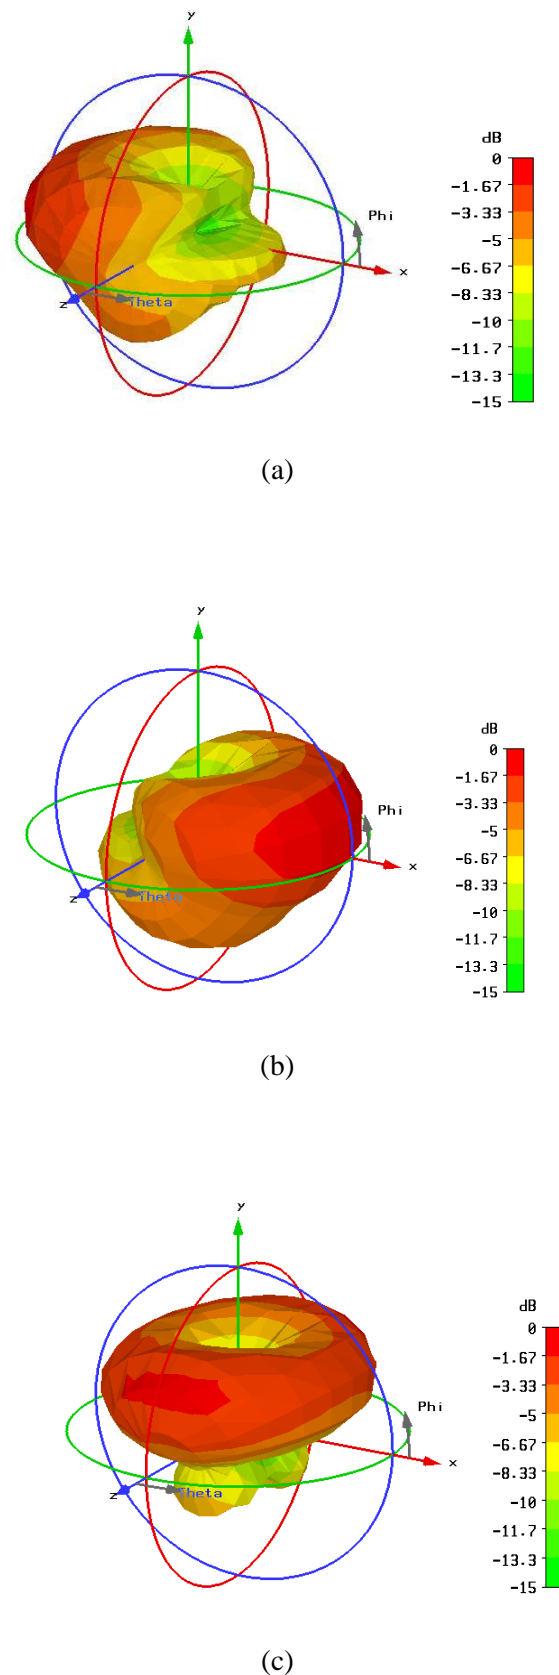 y
dB
0
-1.67
Phi
-3.33
-5
-6.67
x
-8.33
z
Theta
-10
-11.7
-13.3
-15
(a)
y
dB
0
-1.67
Phi
-3.33
-5
-6.67
x
-8.33
z
Theta
-10
-11.7
-13.3
-15
(b)
y
dB
0
-1.67
-3.33
Phi
-5
-6.67
x
-8.33
z
Theta
-10
-11.7
-13.3
-15
(c)